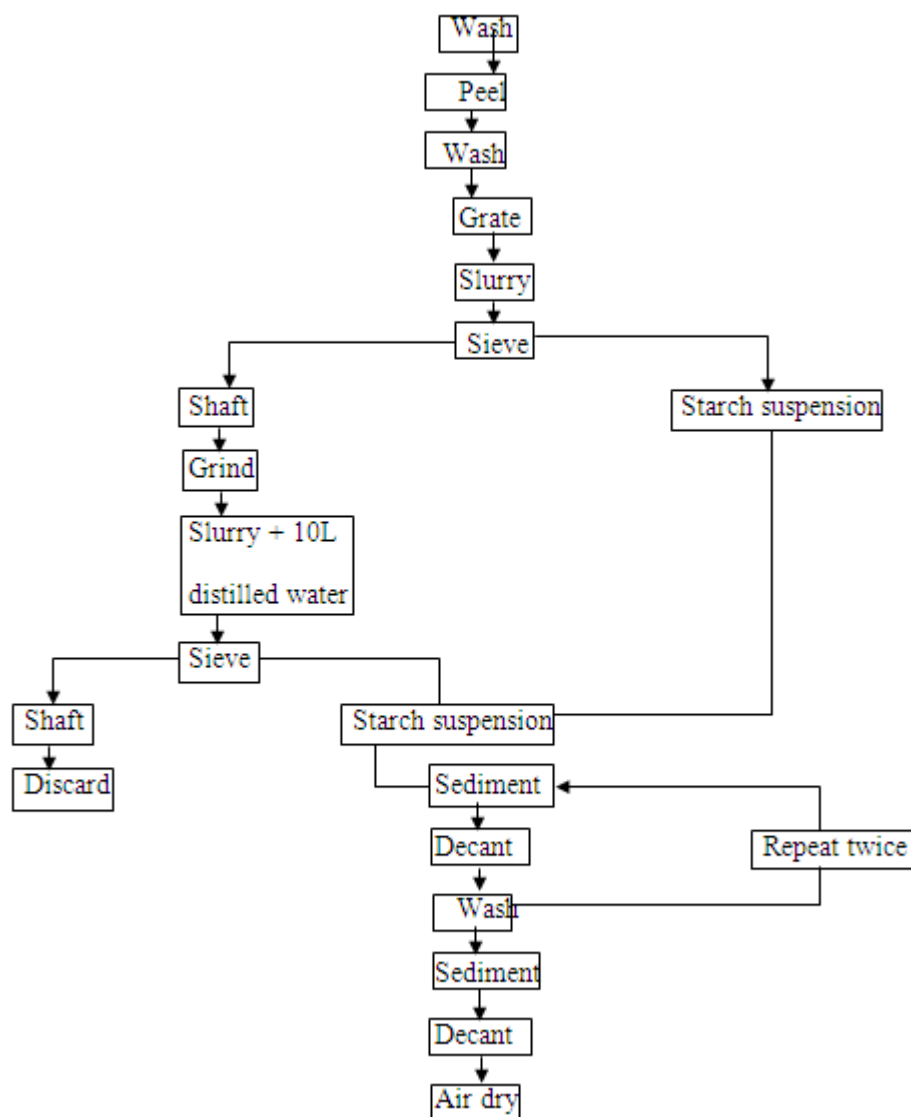 Wash
Peel
Wash
Grate
Slurry
Sieve
Shaft
Starch suspension
Grind
Slurry + 10L
distilled water
Sieve
Shaft
Starch suspension
Discard
Sediment
Decant
Repeat twice
Wash
Sediment
Decant
Air dry